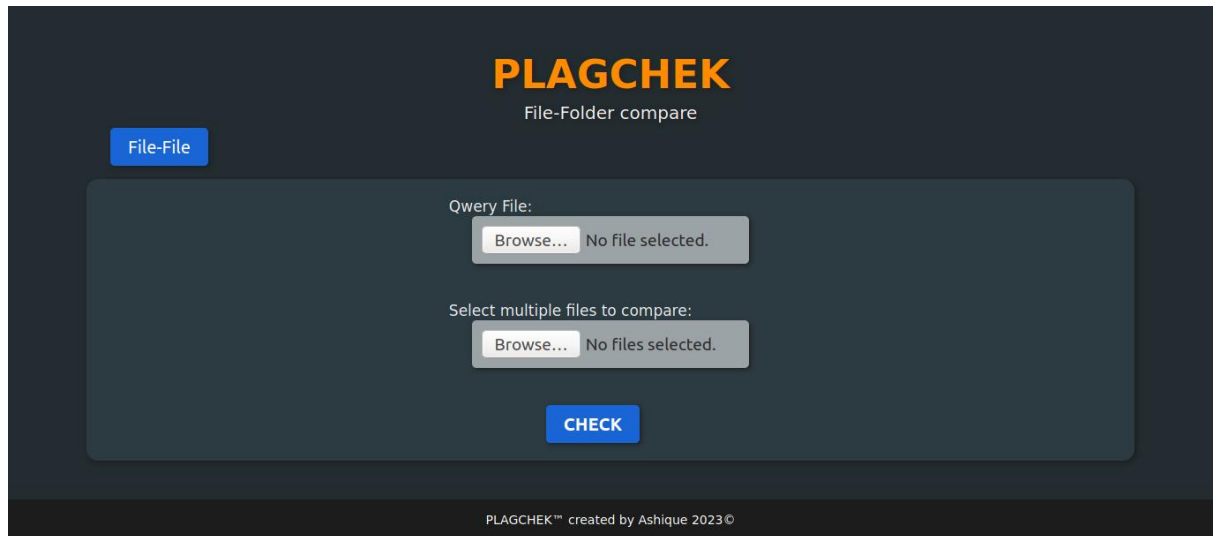 PLAGCHEK
File-Folder compare
File-File
Qwery File:
Browse... No file selected.
Select multiple files to compare:
Browse... No files selected.
CHECK
PLAGCHEK™ created by Ashique 2023©